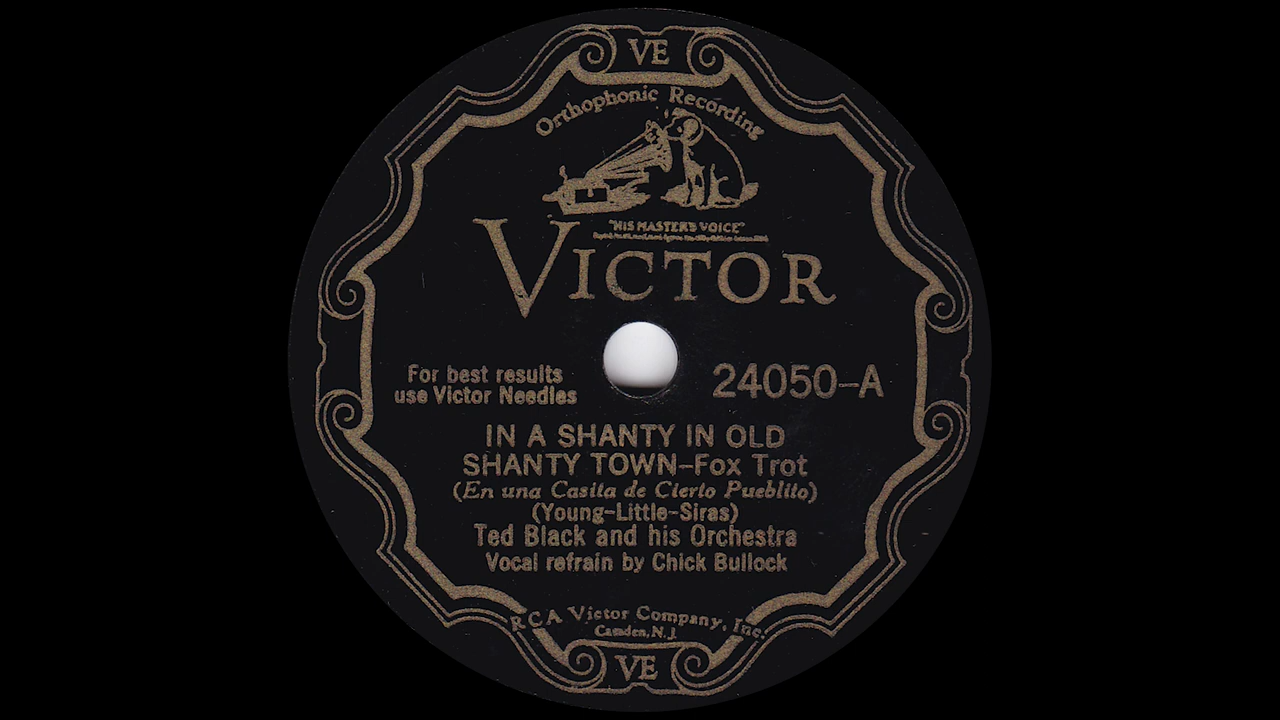 VE
Orthophonic Recording
"HIS MASTER'S VOICE"
VICTOR
For best results
use Victor Needles
24050-A
IN A SHANTY IN OLD
SHANTY TOWN-Fox Trot
(En una Casita de Cierto Pueblito)
(Young-Little-Siras)
Ted Black and his Orchestra
Vocal refrain by Chick Bullock
RCA Victor Company, Inc.
Camden, N. J.
VE